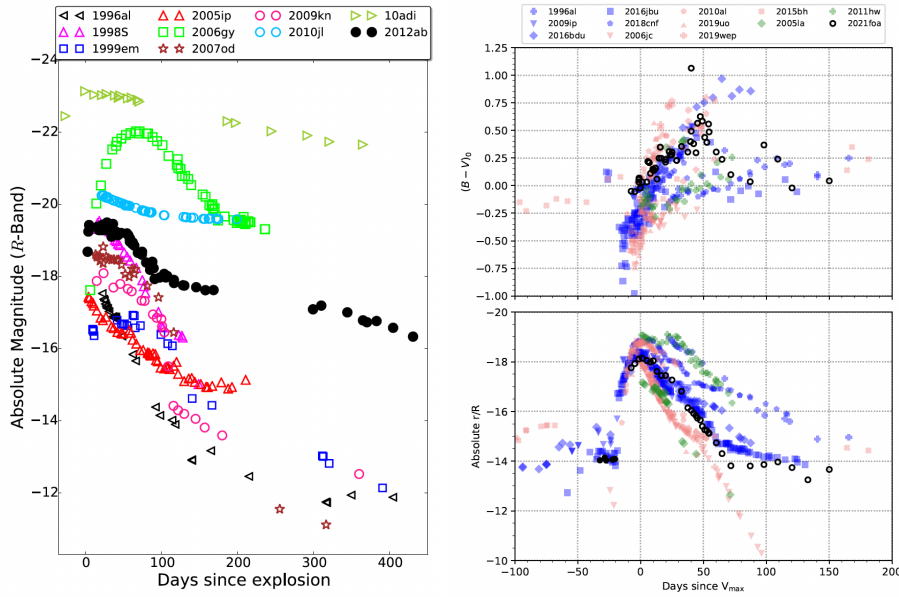 1996al 2005ip 2009kn 10adi
1998S 2006gy 2010jl 2012ab
1999em 2007od
−24
−22
−20
−18
−16
−14
−12
0 100 200 300 400
Absolute Magnitude (R-Band)
Days since explosion
1996al 2016jbu 2010al 2015bh 2011hw
2009ip 2018cnf 2019uo 2005la 2021foa
2016bdu 2006jc 2019wep
1.25
1.00
0.75
0.50
0.25
0.00
−0.25
−0.50
−0.75
−1.00
(B − V)0
−18
−16
−14
−12
−10
Absolute r/R
−100 −50 0 50 100 150 200
Days since Vmax